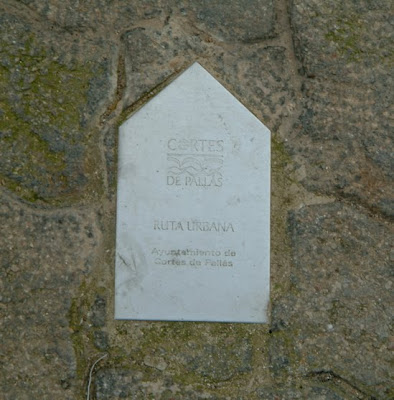 CORTES
DE PALLÁS
RUTA URBANA
Ayuntamiento de
Cortes de Pallás